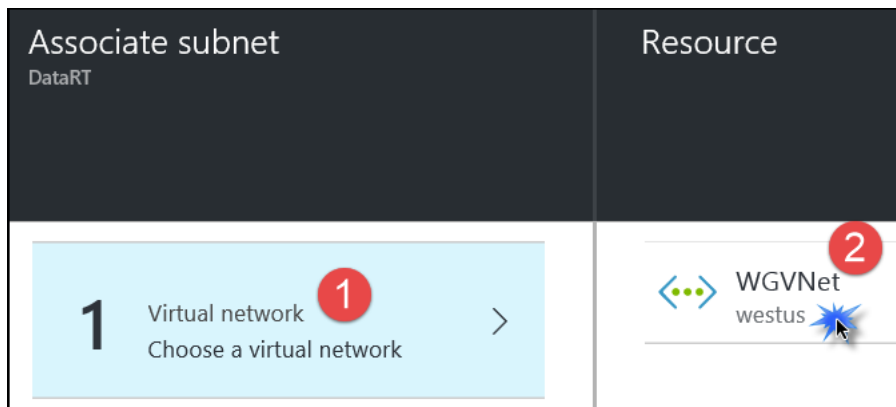 Associate subnet
DataRT
1
Virtual network
Choose a virtual network
1
Resource
WGVNet
westus
2